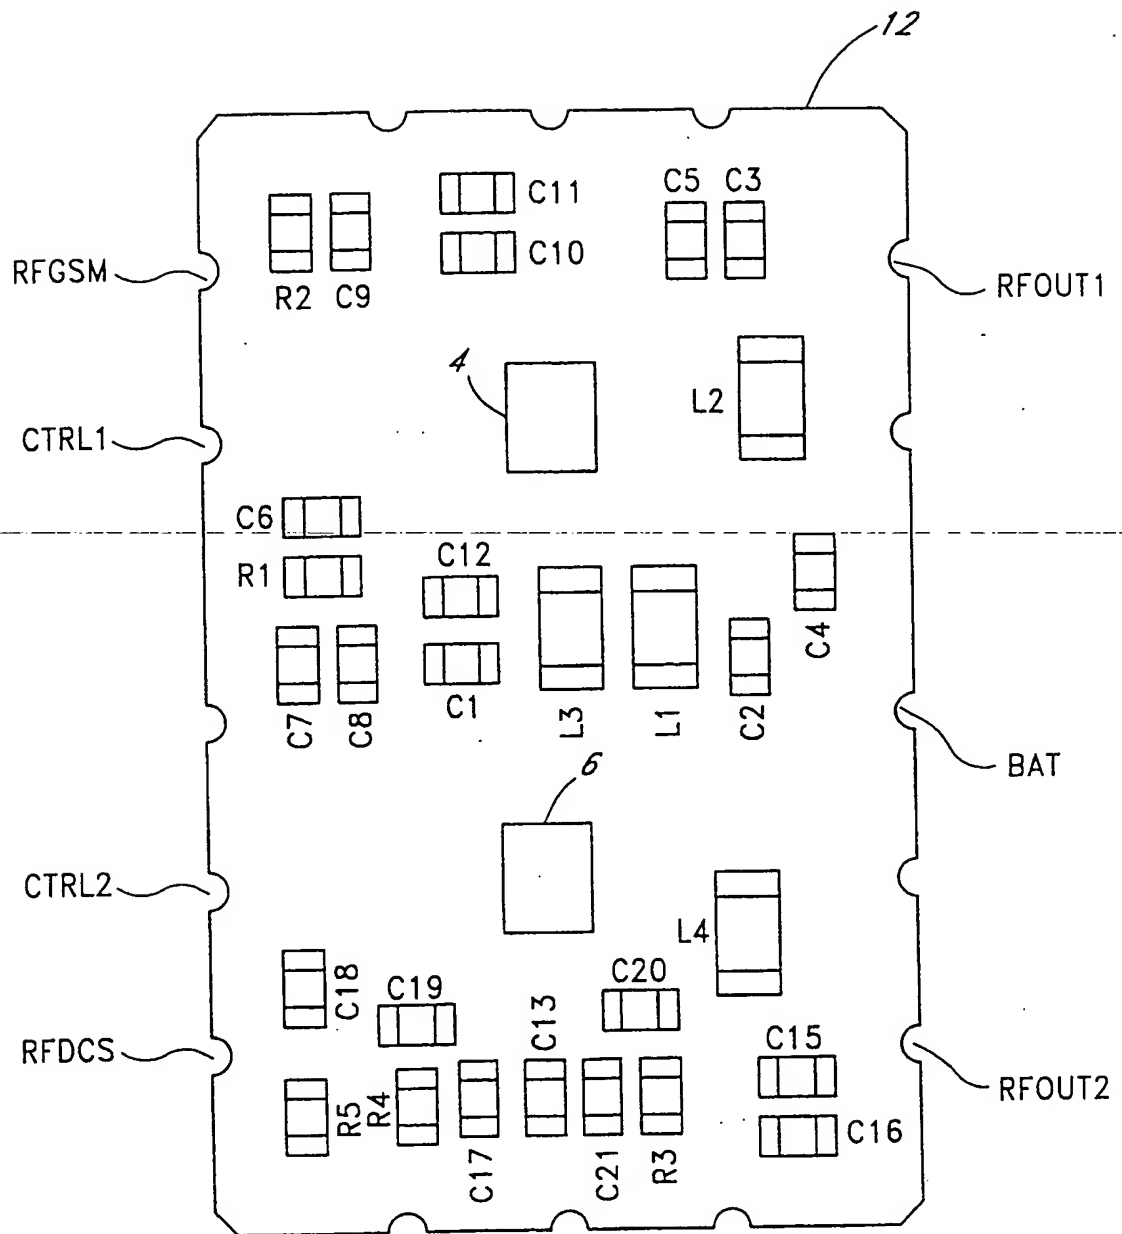 12
C11
C5
C3
C10
RFGSM
R2
C9
RFOUT1
4
L2
CTRL1
C6
C12
R1
C4
C7
C8
C1
L3
L1
C2
6
BAT
CTRL2
L4
C18
C19
C20
C13
RFDCS
C15
R5
R4
RFOUT2
C16
C17
C21
R3